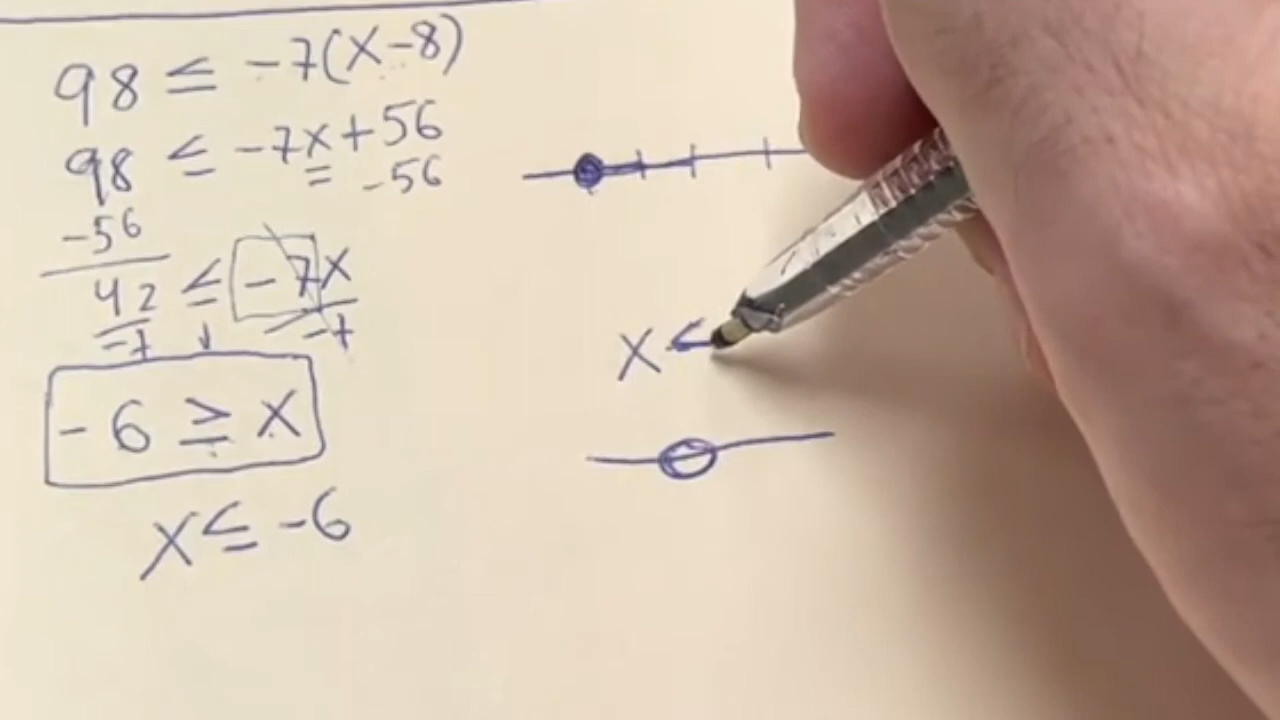 98 ≤ -7(x-8)
98 ≤ -7x+56
-56 -56
42 ≤ -7x
-7 -7
-6 ≥ x
x ≤ -6
x <